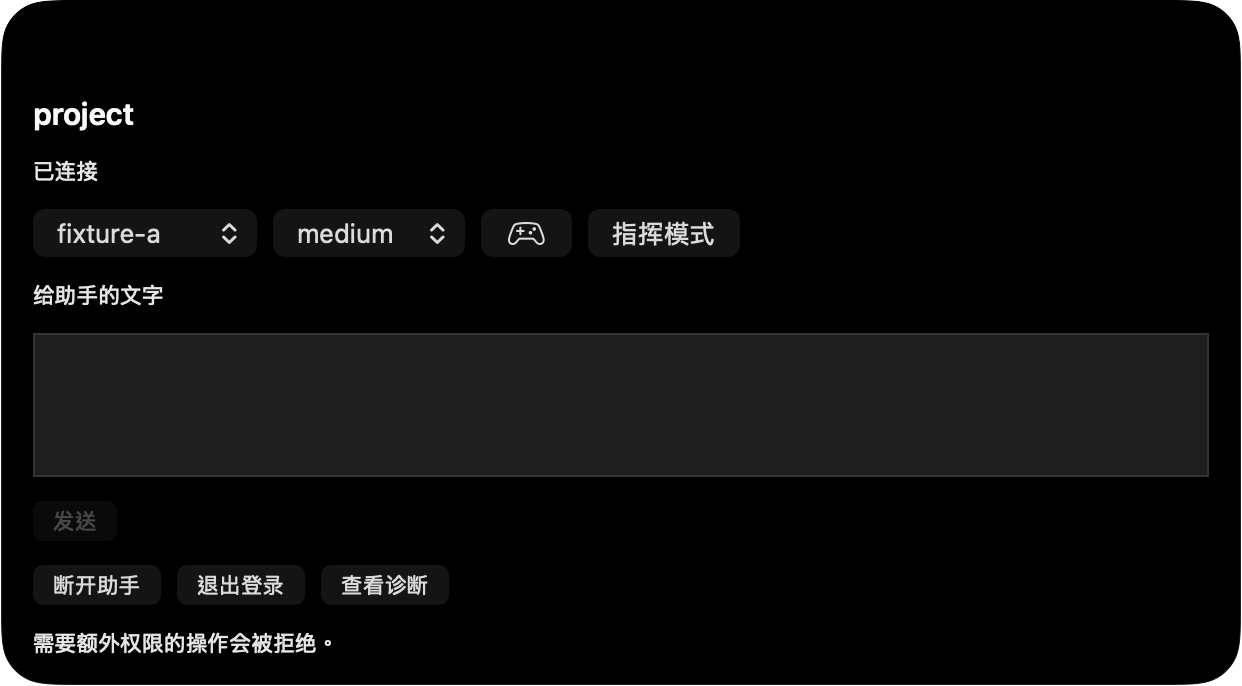 project
已连接
fixture-a medium 指挥模式
给助手的文字
发送
断开助手 退出登录 查看诊断
需要额外权限的操作会被拒绝。